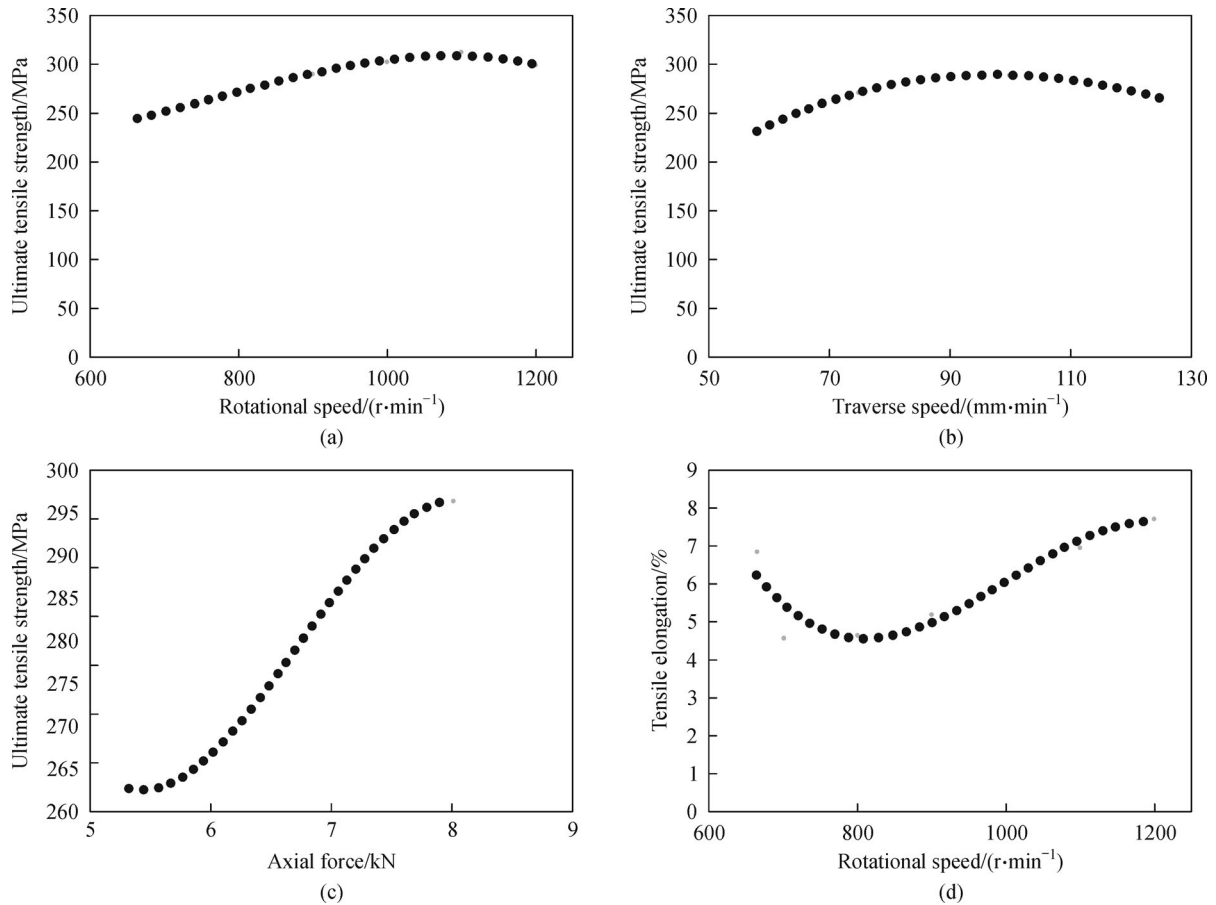 350
300
250
200
150
100
50
0
Ultimate tensile strength/MPa
600 800 1000 1200
Rotational speed/(r·min⁻¹)
(a)
350
300
250
200
150
100
50
0
Ultimate tensile strength/MPa
50 70 90 110 130
Traverse speed/(mm·min⁻¹)
(b)
300
295
290
285
280
275
270
265
260
Ultimate tensile strength/MPa
5 6 7 8 9
Axial force/kN
(c)
9
8
7
6
5
4
3
2
1
0
Tensile elongation/%
600 800 1000 1200
Rotational speed/(r·min⁻¹)
(d)